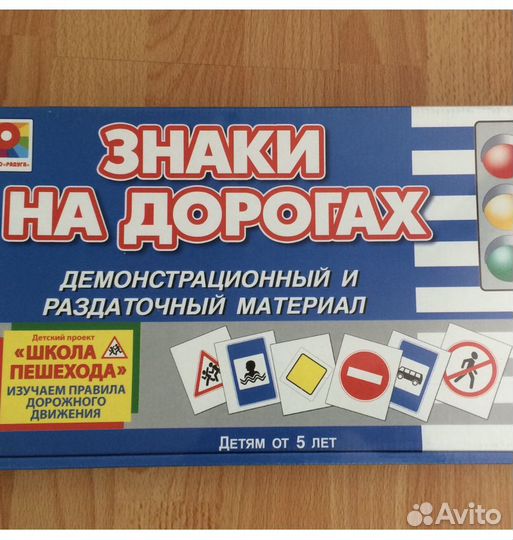 О «РАДУГА»
ЗНАКИ
НА ДОРОГАХ
ДЕМОНСТРАЦИОННЫЙ И
РАЗДАТОЧНЫЙ МАТЕРИАЛ
Детский проект
«ШКОЛА
ПЕШЕХОДА»
ИЗУЧАЕМ ПРАВИЛА
ДОРОЖНОГО
ДВИЖЕНИЯ
ДЕТЯМ ОТ 5 ЛЕТ
Avito